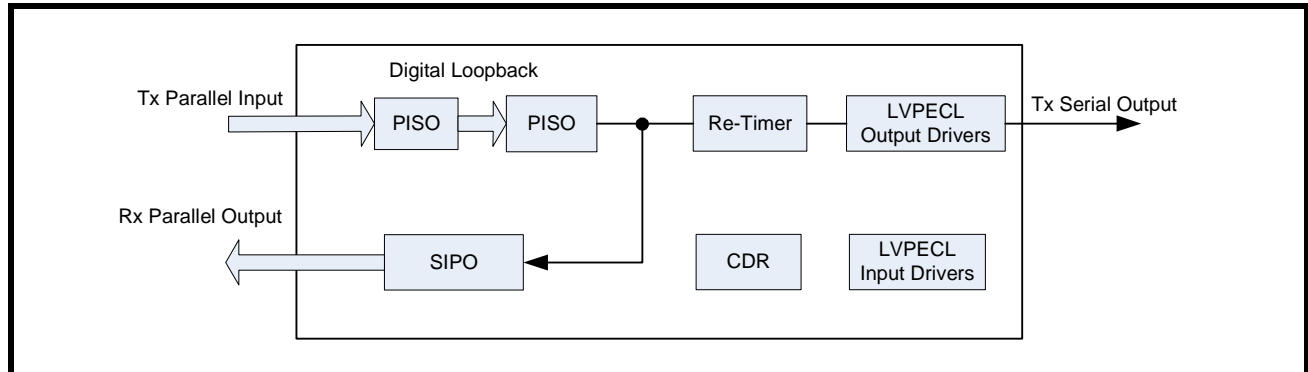 Digital Loopback
Tx Parallel Input
PISO
PISO
Re-Timer
LVPECL
Output Drivers
Tx Serial Output
Rx Parallel Output
SIPO
CDR
LVPECL
Input Drivers